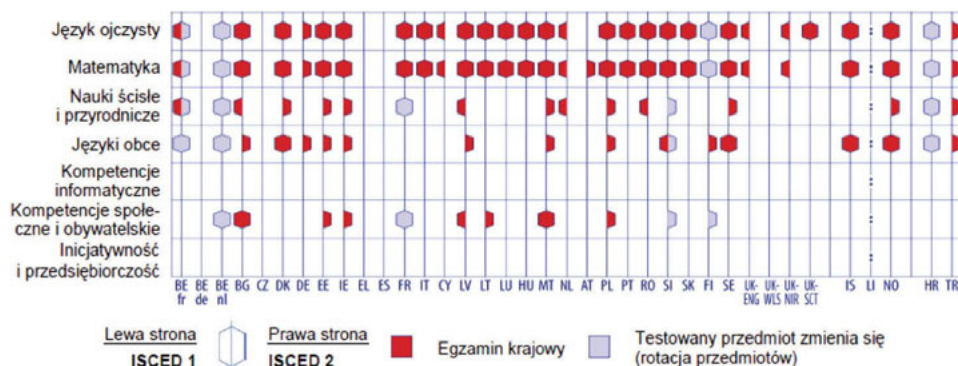 Język ojczysty
Matematyka
Nauki ścisłe
i przyrodnicze
Języki obce
Kompetencje
informatyczne
Kompetencje społe-
czne i obywatelskie
Inicjatywność
i przedsiębiorczość
BE fr BE de BE nl BG CZ DK DE EE IE EL ES FR IT CY LV LT LU HU MT NL AT PL PT RO SI SK FI SE UK-ENG UK-WLS UK-NIR UK-SCT IS LI NO HR TR
Lewa strona
ISCED 1
Prawa strona
ISCED 2
Egzamin krajowy
Testowany przedmiot zmienia się
(rotacja przedmiotów)